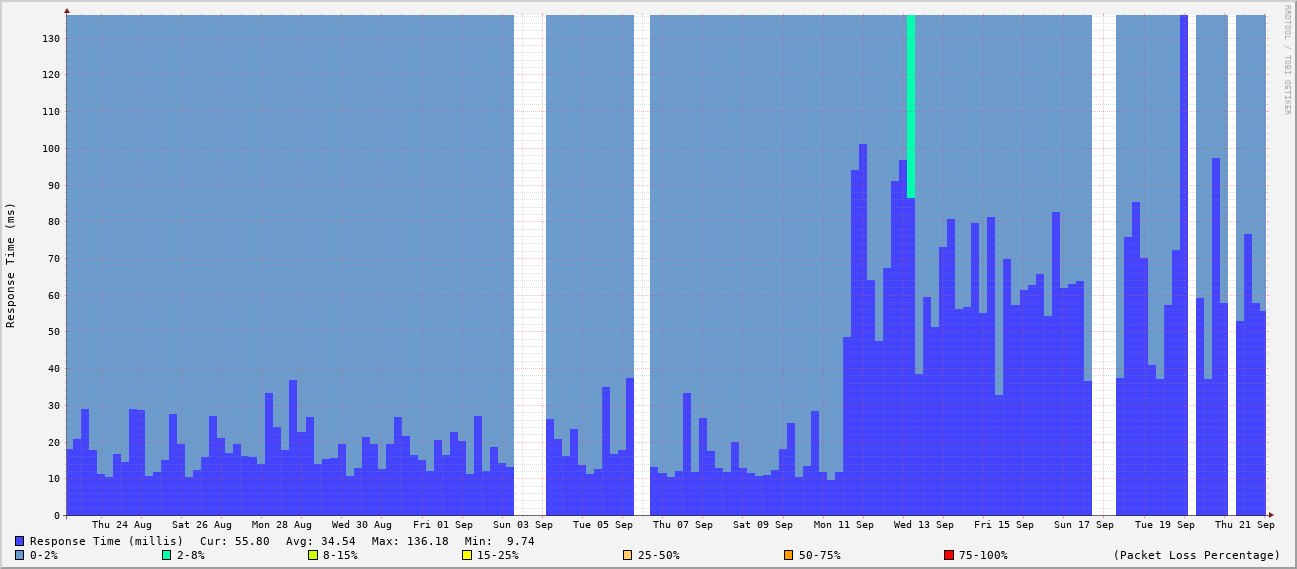 RRDTOOL / TOBI OETIKER
Response Time (ms)
130
120
110
100
90
80
70
60
50
40
30
20
10
0
Thu 24 Aug Sat 26 Aug Mon 28 Aug Wed 30 Aug Fri 01 Sep Sun 03 Sep Tue 05 Sep Thu 07 Sep Sat 09 Sep Mon 11 Sep Wed 13 Sep Fri 15 Sep Sun 17 Sep Tue 19 Sep Thu 21 Sep
Response Time (millis) Cur: 55.80 Avg: 34.54 Max: 136.18 Min: 9.74
0-2% 2-8% 8-15% 15-25% 25-50% 50-75% 75-100% (Packet Loss Percentage)